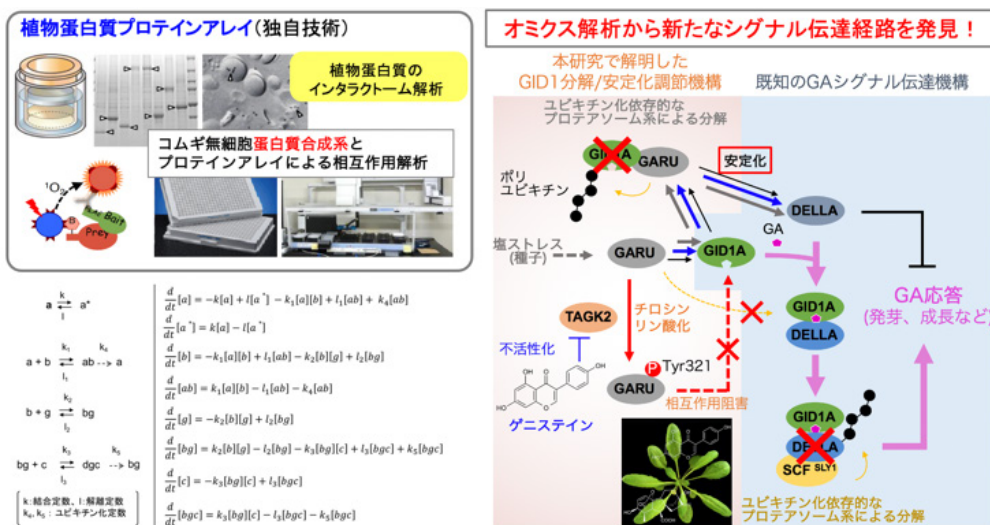 植物蛋白質プロテインアレイ(独自技術)
植物蛋白質の
インタラクトーム解析
コムギ無細胞蛋白質合成系と
プロテインアレイによる相互作用解析
¹O₂
B
Bait
Prey
a k l a*
a + b k₁ l₁ ab k₄ a
b + g k₂ l₂ bg
bg + c k₃ l₃ dgc k₅ bg
k: 結合定数、l: 解離定数
k₄, k₅ : ユビキチン化定数
d/dt[a] = −k[a] + l[a*] − k₁[a][b] + l₁[ab] + k₄[ab]
d/dt[a*] = k[a] − l[a*]
d/dt[b] = −k₁[a][b] + l₁[ab] − k₂[b][g] + l₂[bg]
d/dt[ab] = k₁[a][b] − l₁[ab] − k₄[ab]
d/dt[g] = −k₂[b][g] + l₂[bg]
d/dt[bg] = k₂[b][g] − l₂[bg] − k₃[bg][c] + l₃[bgc] + k₅[bgc]
d/dt[c] = −k₃[bg][c] + l₃[bgc]
d/dt[bgc] = k₃[bg][c] − l₃[bgc] − k₅[bgc]
オミクス解析から新たなシグナル伝達経路を発見！
本研究で解明した
GID1分解/安定化調節機構
既知のGAシグナル伝達機構
ユビキチン化依存的な
プロテアソーム系による分解
GID1A
GARU
安定化
ポリ
ユビキチン
DELLA
GA
塩ストレス
(種子)
GARU
GID1A
GID1A
DELLA
GA応答
(発芽、成長など)
TAGK2
チロシン
リン酸化
不活性化
P
Tyr321
GARU
相互作用阻害
OH
OH
O
HO
O
ゲニステイン
GID1A
DELLA
SCF SLY1
ユビキチン化依存的な
プロテアソーム系による分解